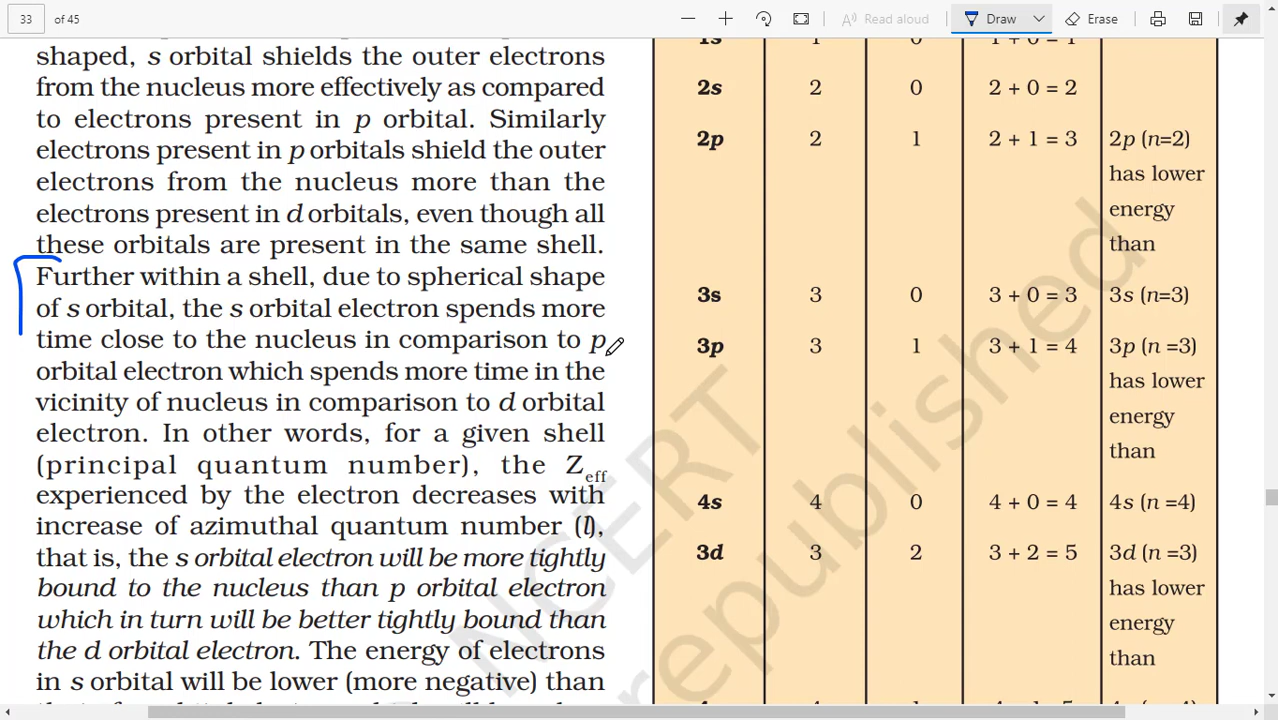 33 of 45 Read aloud Draw Erase
shaped, s orbital shields the outer electrons
from the nucleus more effectively as compared
to electrons present in p orbital. Similarly
electrons present in p orbitals shield the outer
electrons from the nucleus more than the
electrons present in d orbitals, even though all
these orbitals are present in the same shell.
Further within a shell, due to spherical shape
of s orbital, the s orbital electron spends more
time close to the nucleus in comparison to p
orbital electron which spends more time in the
vicinity of nucleus in comparison to d orbital
electron. In other words, for a given shell
(principal quantum number), the Zeff
experienced by the electron decreases with
increase of azimuthal quantum number (l),
that is, the s orbital electron will be more tightly
bound to the nucleus than p orbital electron
which in turn will be better tightly bound than
the d orbital electron. The energy of electrons
in s orbital will be lower (more negative) than
1s 1 0 1 + 0 = 1
2s 2 0 2 + 0 = 2
2p 2 1 2 + 1 = 3 2p (n=2)
has lower
energy
than
3s 3 0 3 + 0 = 3 3s (n=3)
3p 3 1 3 + 1 = 4 3p (n =3)
has lower
energy
than
4s 4 0 4 + 0 = 4 4s (n =4)
3d 3 2 3 + 2 = 5 3d (n =3)
has lower
energy
than
NCERT
republished